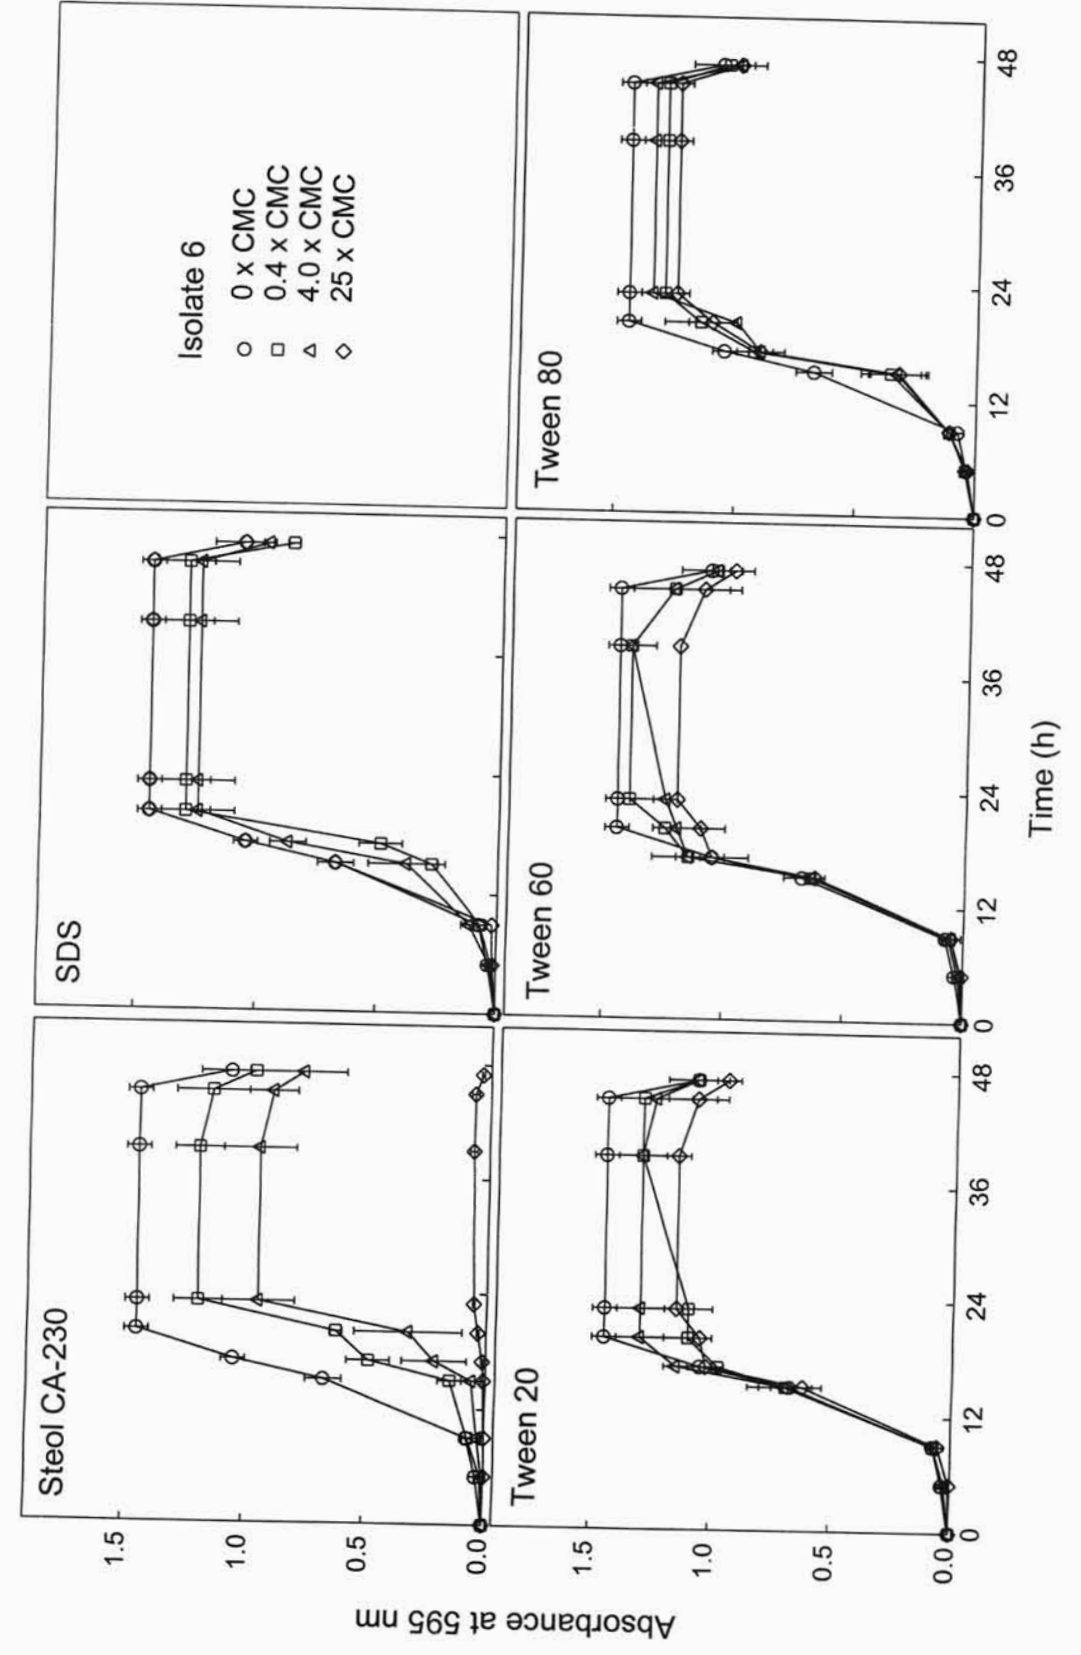 Steol CA-230
SDS
Isolate 6
0 x CMC
0.4 x CMC
4.0 x CMC
25 x CMC
1.5
1.0
0.5
0.0
Tween 20
Tween 60
Tween 80
1.5
1.0
0.5
0.0
0
12
24
36
48
0
12
24
36
48
0
12
24
36
48
Absorbance at 595 nm
Time (h)